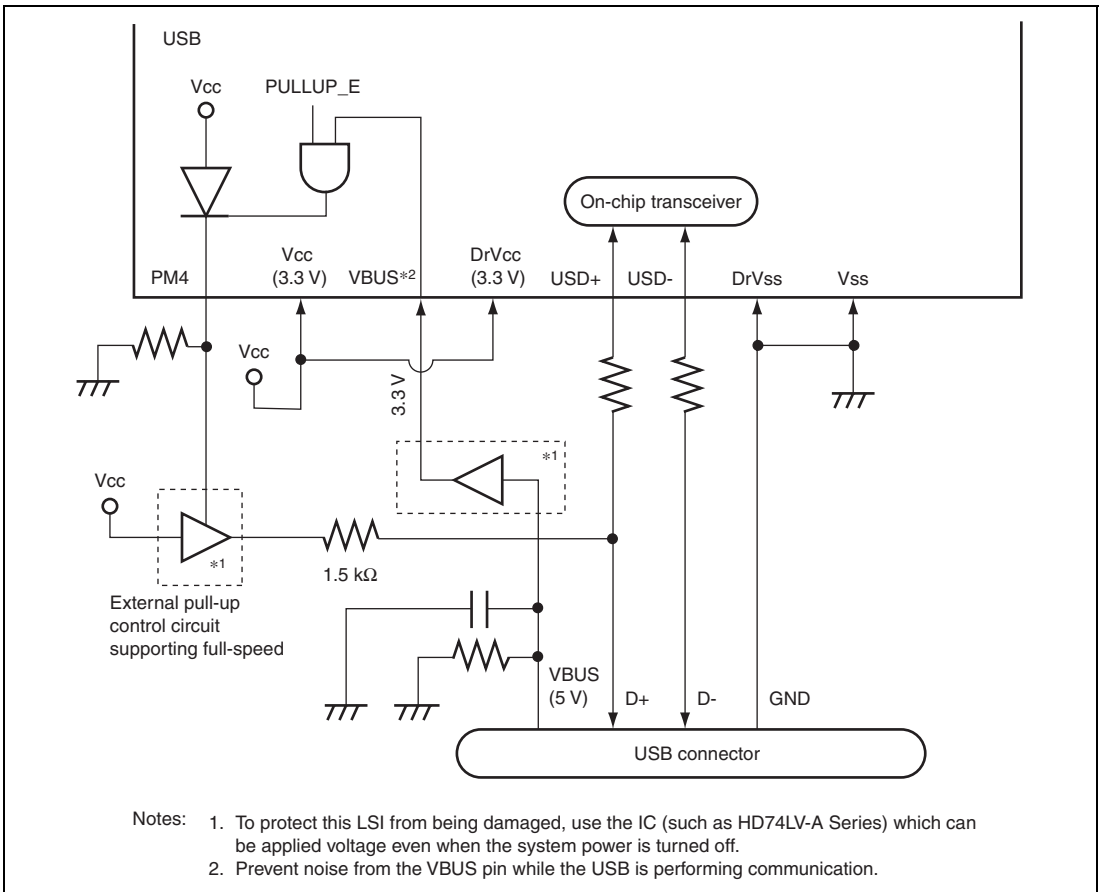 USB
Vcc
PULLUP_E
On-chip transceiver
PM4
Vcc
(3.3 V)
VBUS*2
DrVcc
(3.3 V)
USD+
USD-
DrVss
Vss
Vcc
3.3 V
*1
Vcc
*1
1.5 kΩ
External pull-up
control circuit
supporting full-speed
VBUS
(5 V)
D+
D-
GND
USB connector
Notes: 1. To protect this LSI from being damaged, use the IC (such as HD74LV-A Series) which can
be applied voltage even when the system power is turned off.
2. Prevent noise from the VBUS pin while the USB is performing communication.